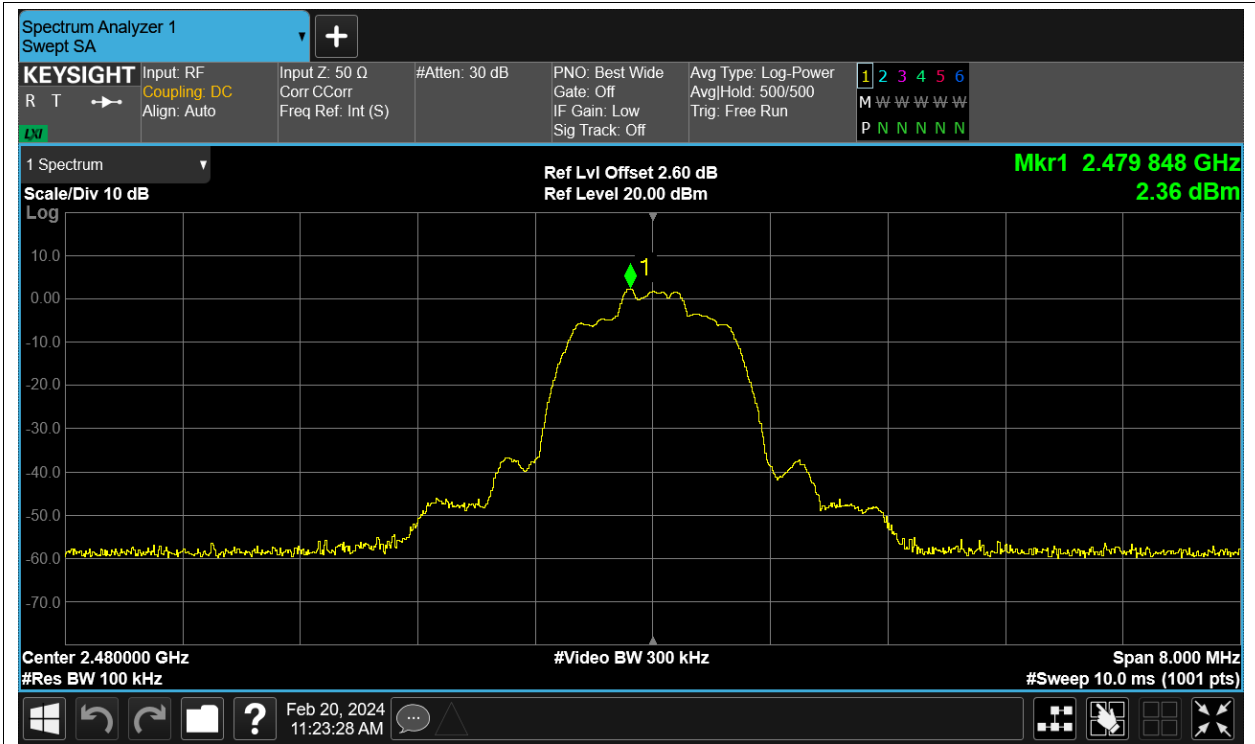 Spectrum Analyzer 1
Swept SA
KEYSIGHT
R T
LXI
Input: RF
Coupling: DC
Align: Auto
Input Z: 50 Ω
Corr CCorr
Freq Ref: Int (S)
#Atten: 30 dB
PNO: Best Wide
Gate: Off
IF Gain: Low
Sig Track: Off
Avg Type: Log-Power
Avg|Hold: 500/500
Trig: Free Run
1 2 3 4 5 6
M W W W W W
P N N N N N
1 Spectrum
Scale/Div 10 dB
Log
Ref Lvl Offset 2.60 dB
Ref Level 20.00 dBm
Mkr1 2.479 848 GHz
2.36 dBm
10.0
1
0.00
-10.0
-20.0
-30.0
-40.0
-50.0
-60.0
-70.0
Center 2.480000 GHz
#Video BW 300 kHz
Span 8.000 MHz
#Res BW 100 kHz
#Sweep 10.0 ms (1001 pts)
?
Feb 20, 2024
11:23:28 AM